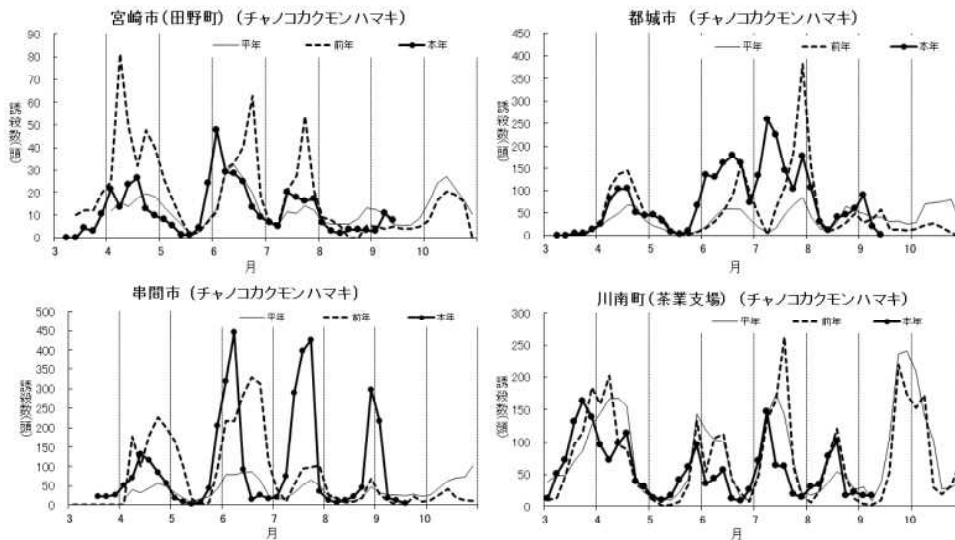 宮崎市(田野町) (チャノコカクモンハマキ)
平年 前年 本年
誘殺数(頭)
90
80
70
60
50
40
30
20
10
0
3 4 5 6 7 8 9 10
月
都城市 (チャノコカクモンハマキ)
平年 前年 本年
誘殺数(頭)
450
400
350
300
250
200
150
100
50
0
3 4 5 6 7 8 9 10
月
串間市 (チャノコカクモンハマキ)
平年 前年 本年
誘殺数(頭)
500
450
400
350
300
250
200
150
100
50
0
3 4 5 6 7 8 9 10
月
川南町(茶業支場) (チャノコカクモンハマキ)
平年 前年 本年
誘殺数(頭)
300
250
200
150
100
50
0
3 4 5 6 7 8 9 10
月